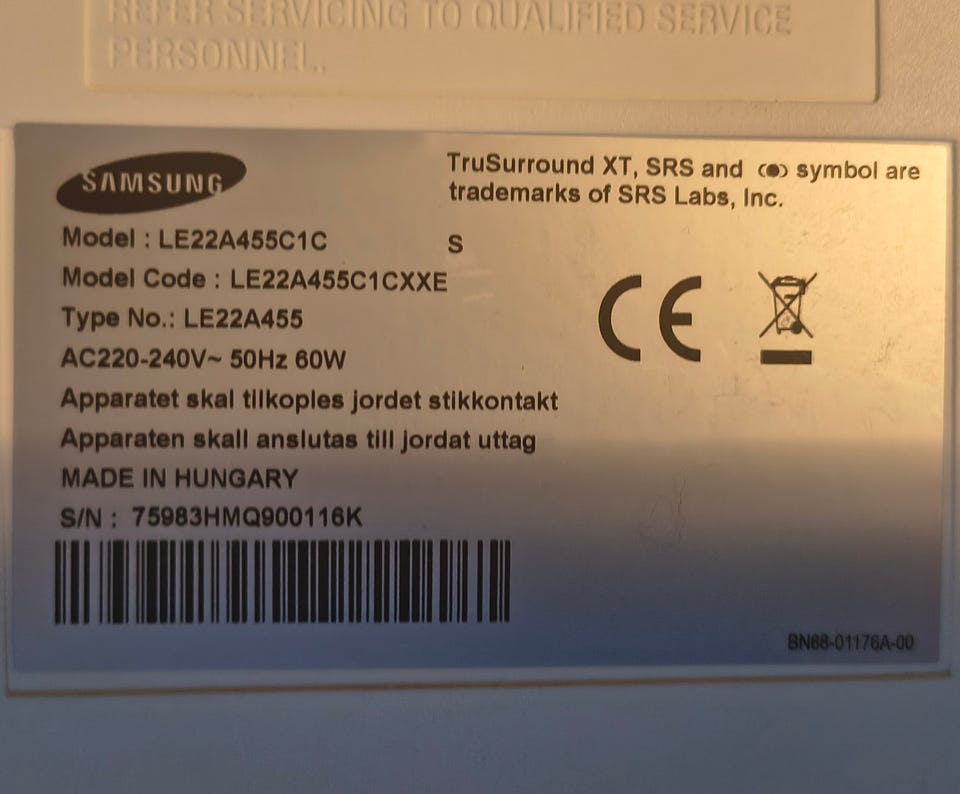 REFER SERVICING TO QUALIFIED SERVICE
PERSONNEL.
SAMSUNG
TruSurround XT, SRS and symbol are
trademarks of SRS Labs, Inc.
Model : LE22A455C1C
S
Model Code : LE22A455C1CXXE
Type No.: LE22A455
AC220-240V~ 50Hz 60W
Apparatet skal tilkoples jordet stikkontakt
Apparaten skall anslutas till jordat uttag
MADE IN HUNGARY
S/N : 75983HMQ900116K
CE
BN68-01176A-00